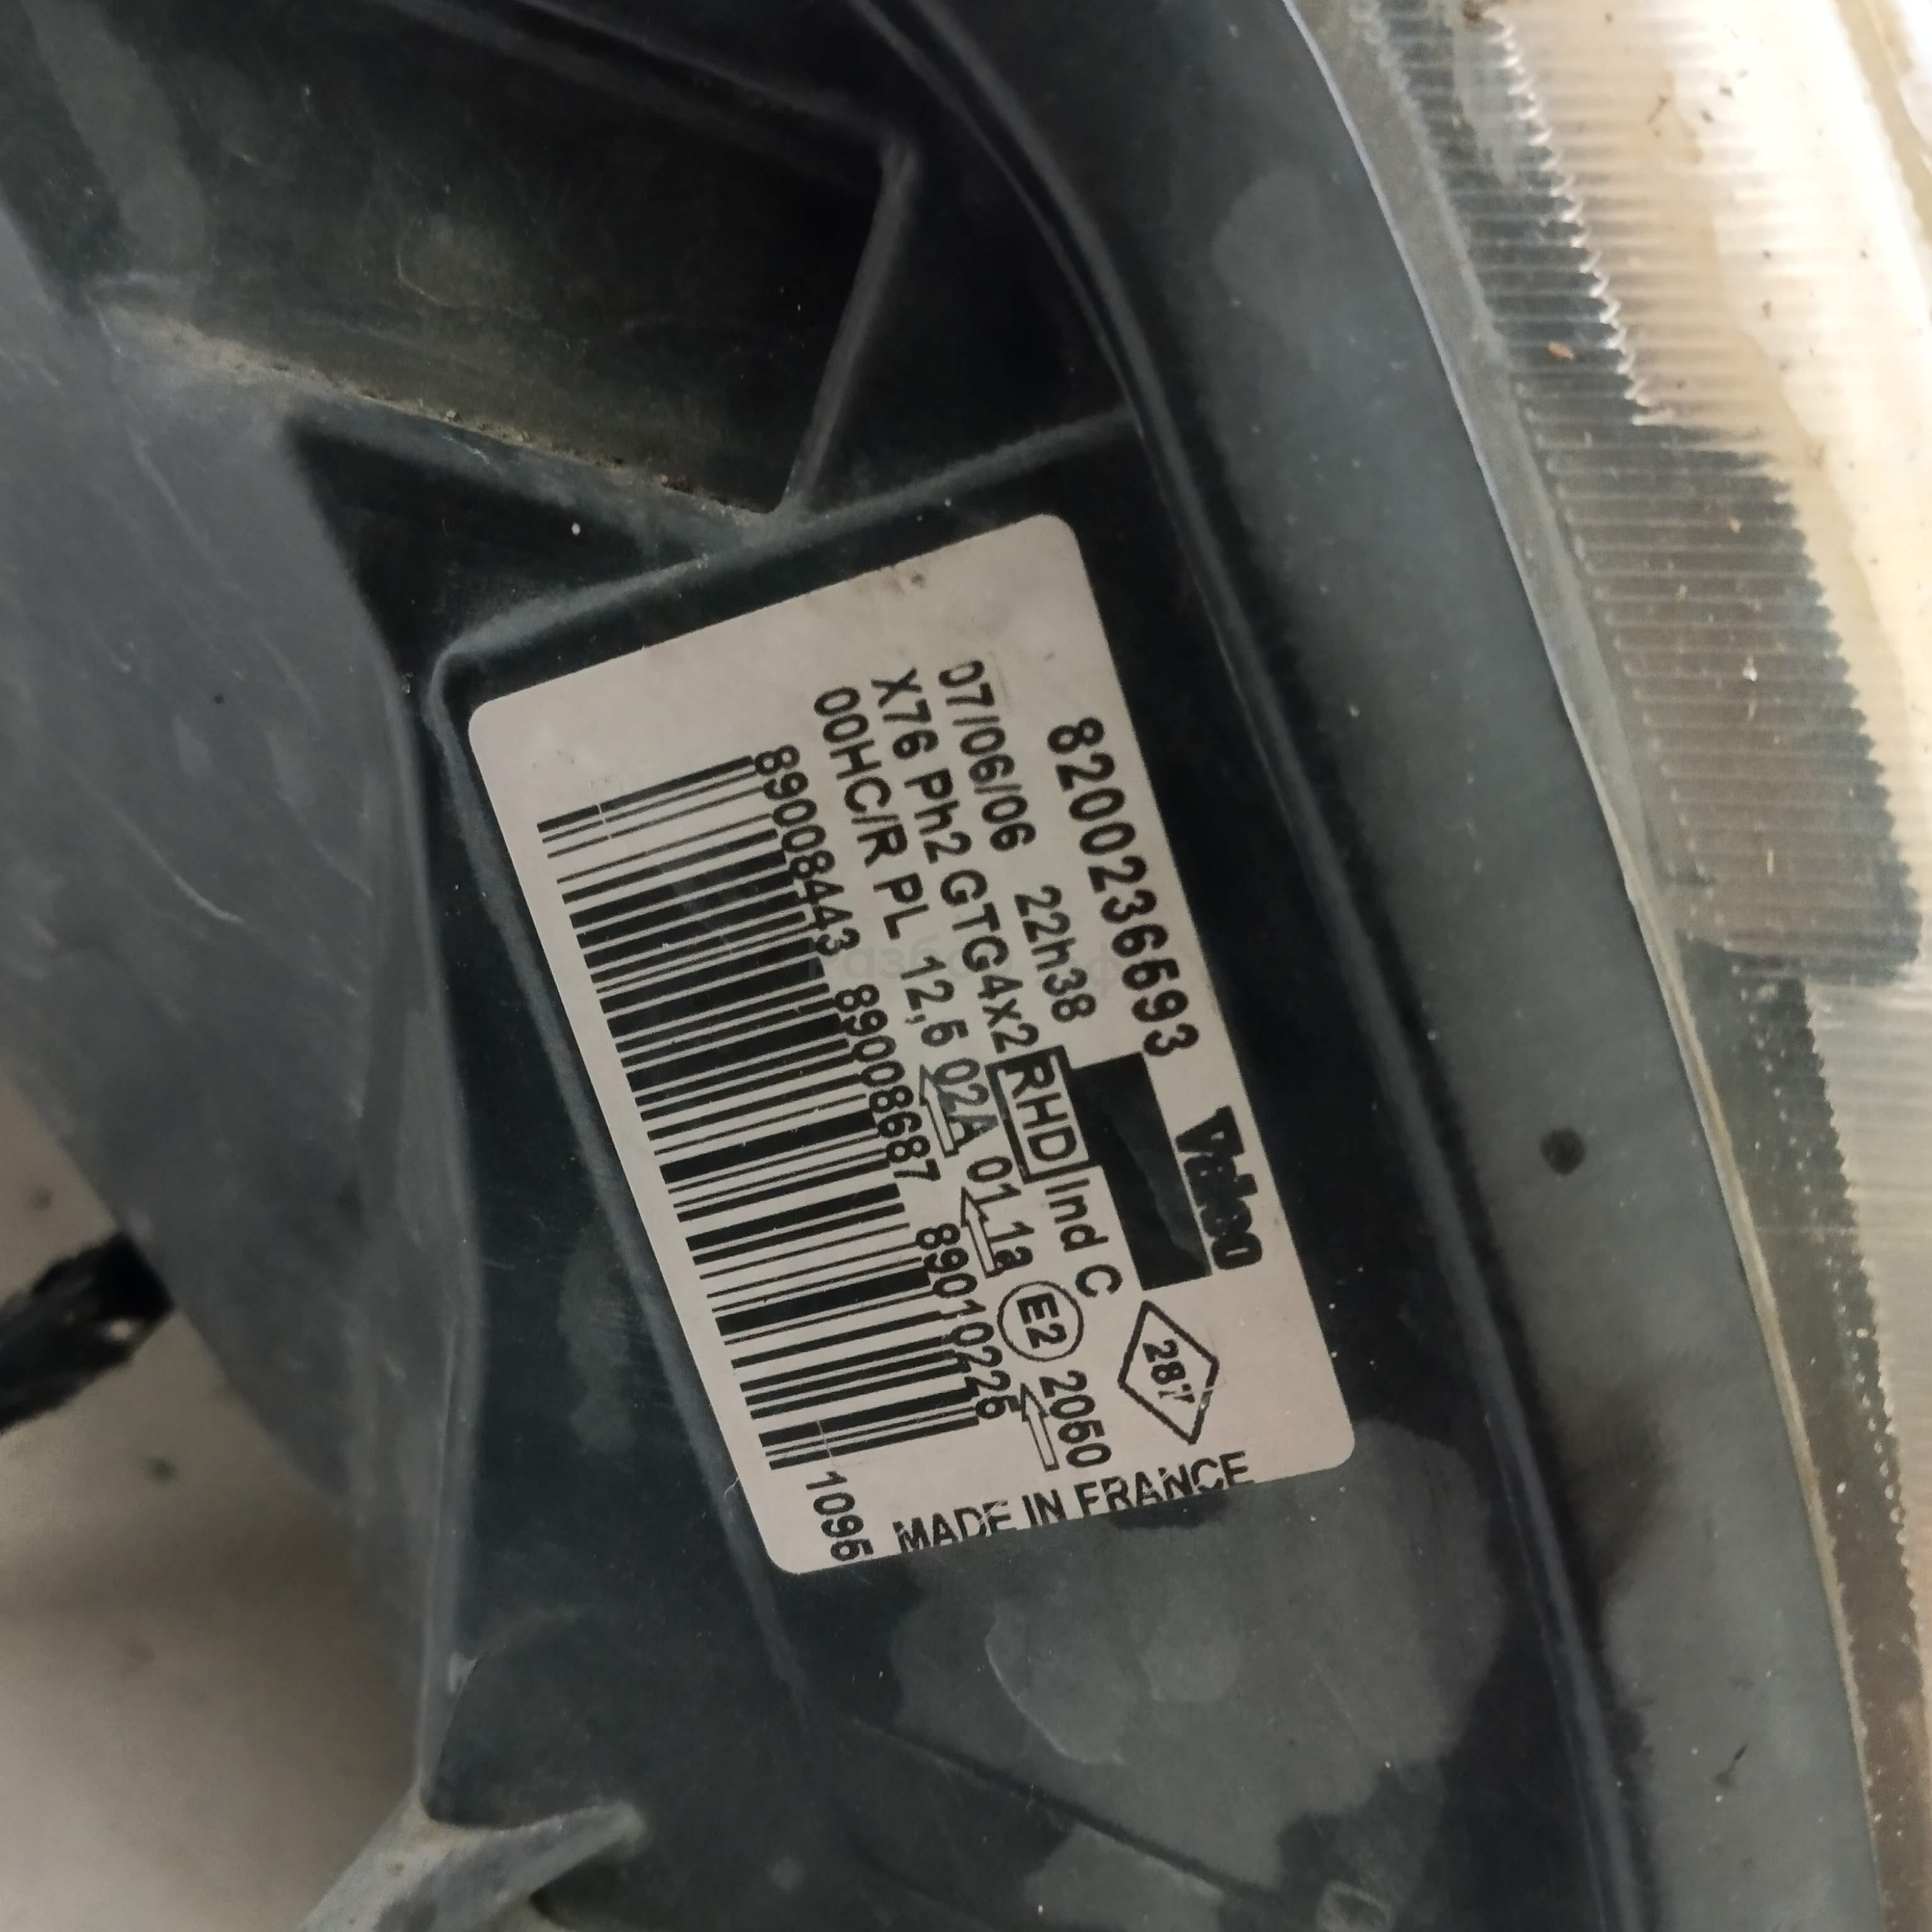 8200236593 Valeo
07/06/06 22h38
X76 Ph2 GTG4x2 RHD Ind C 287
00HC/R PL 12,5 02A 01 1a E2 2050
89008443 89008687 89010226
1095
MADE IN FRANCE